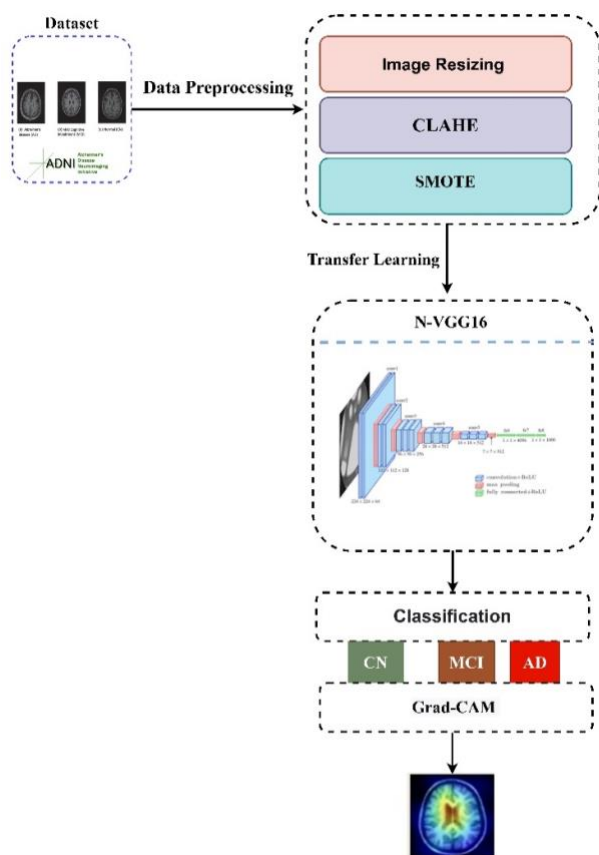 Dataset
ADNI
Alzheimer's
Disease
Neuroimaging
Initiative
Data Preprocessing
Image Resizing
CLAHE
SMOTE
Transfer Learning
N-VGG16
convolution+ReLU
max pooling
fully connected+ReLU
Classification
CN
MCI
AD
Grad-CAM